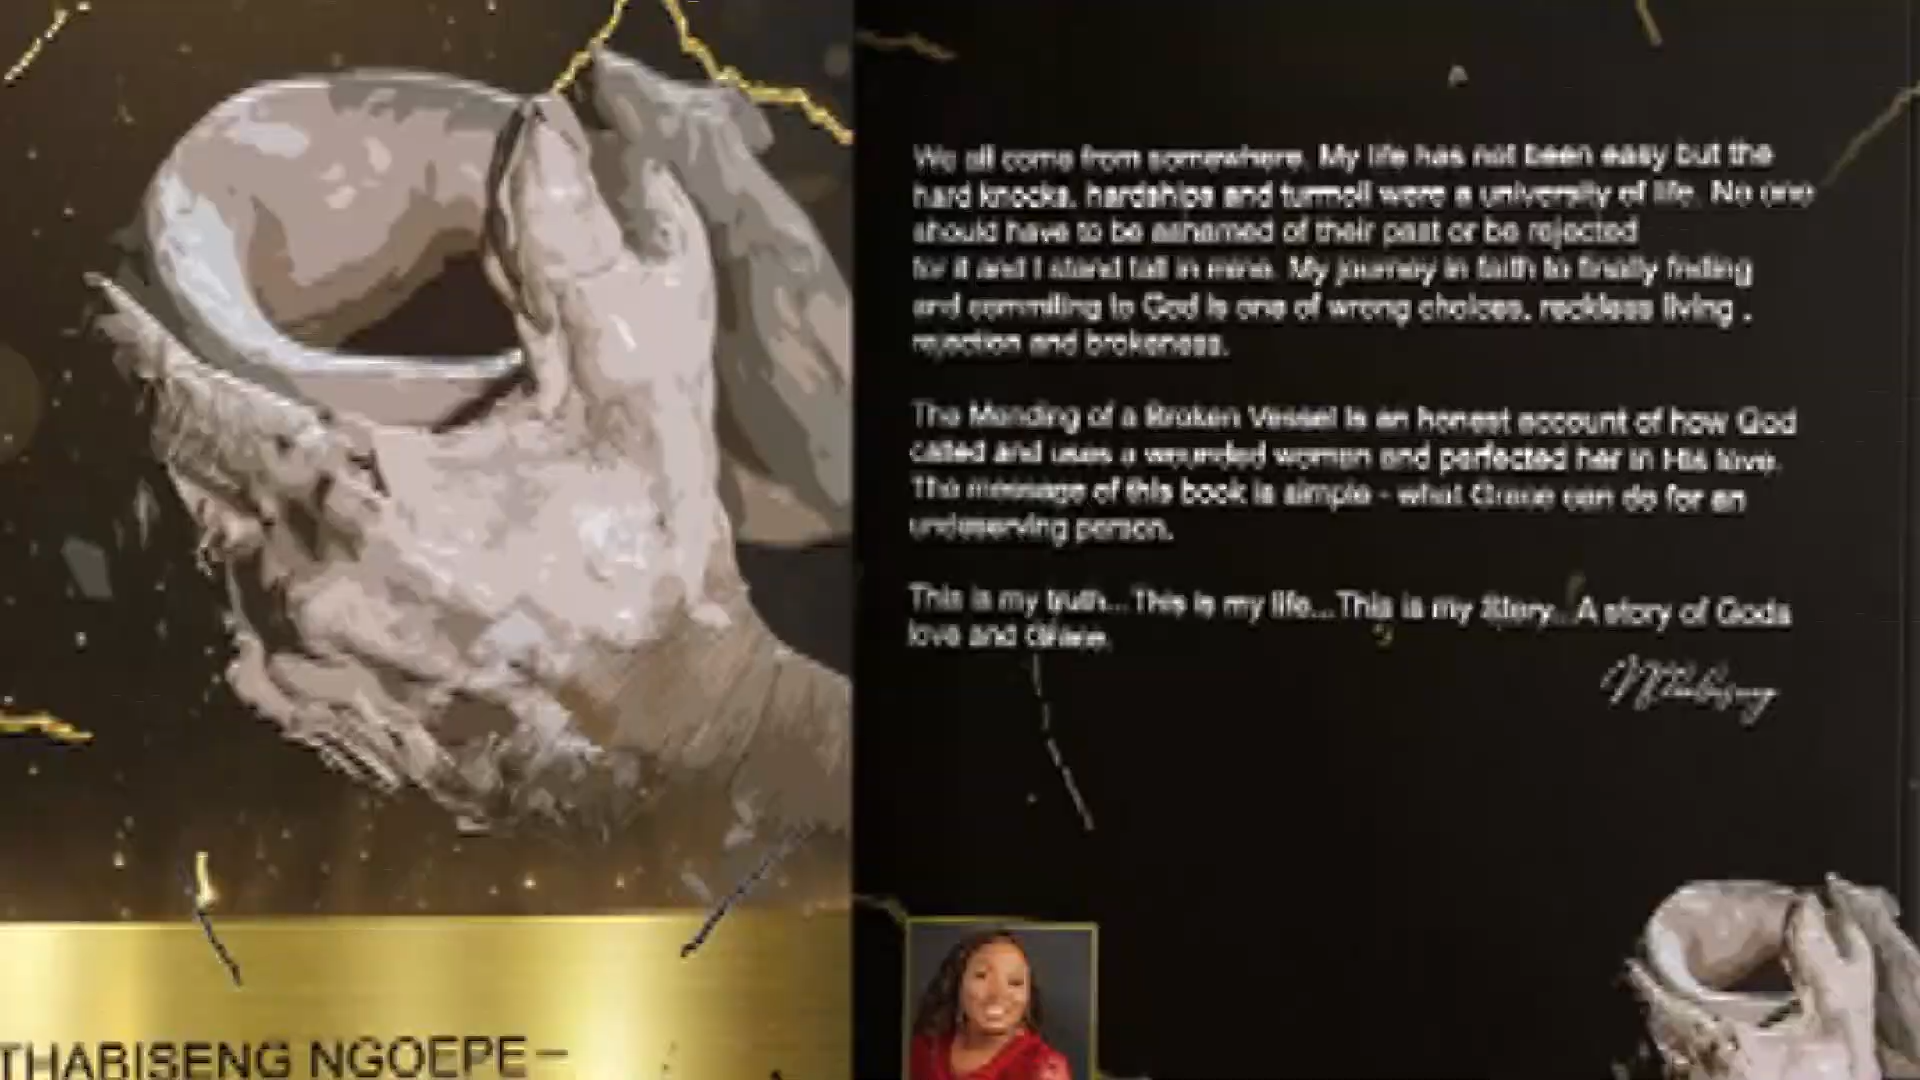 We all come from somewhere. My life has not been easy but the
hard knocks, hardships and turmoil were a university of life. No one
should have to be ashamed of their past or be rejected
for it and I stand tall in mine. My journey in faith to finally finding
and commiting to God is one of wrong choices, reckless living .
rejection and brokeness.
The Mending of a Broken Vessel is an honest account of how God
called and uses a wounded woman and perfected her in His love.
The message of this book is simple - what Grace can do for an
undeserving person.
This is my truth...This is my life...This is my Story...A story of Gods
love and Grace.
THABISENG NGOEPE–